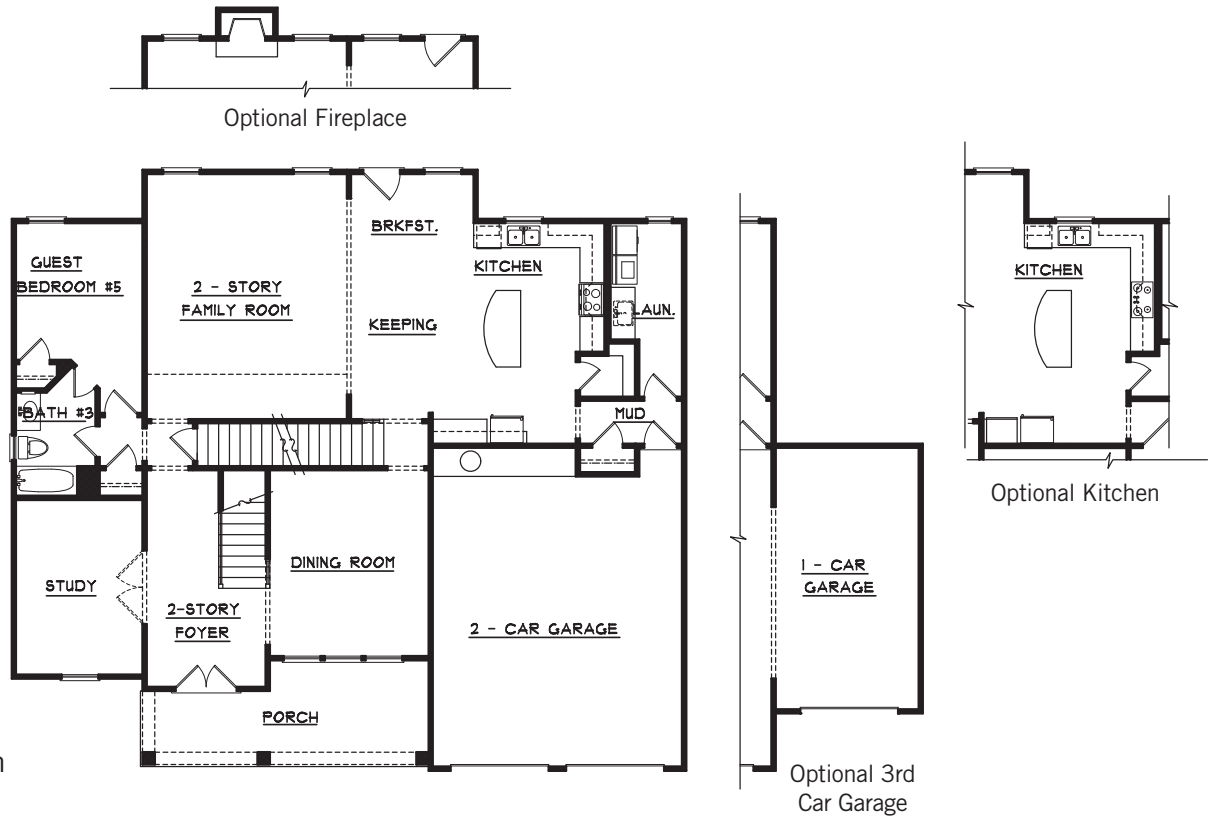 Optional Fireplace
GUEST
BEDROOM #5
2 - STORY
FAMILY ROOM
BRKFST.
KITCHEN
KEEPING
LAUN.
BATH #3
MUD
STUDY
2-STORY
FOYER
DINING ROOM
2 - CAR GARAGE
PORCH
1 - CAR
GARAGE
Optional 3rd
Car Garage
KITCHEN
Optional Kitchen